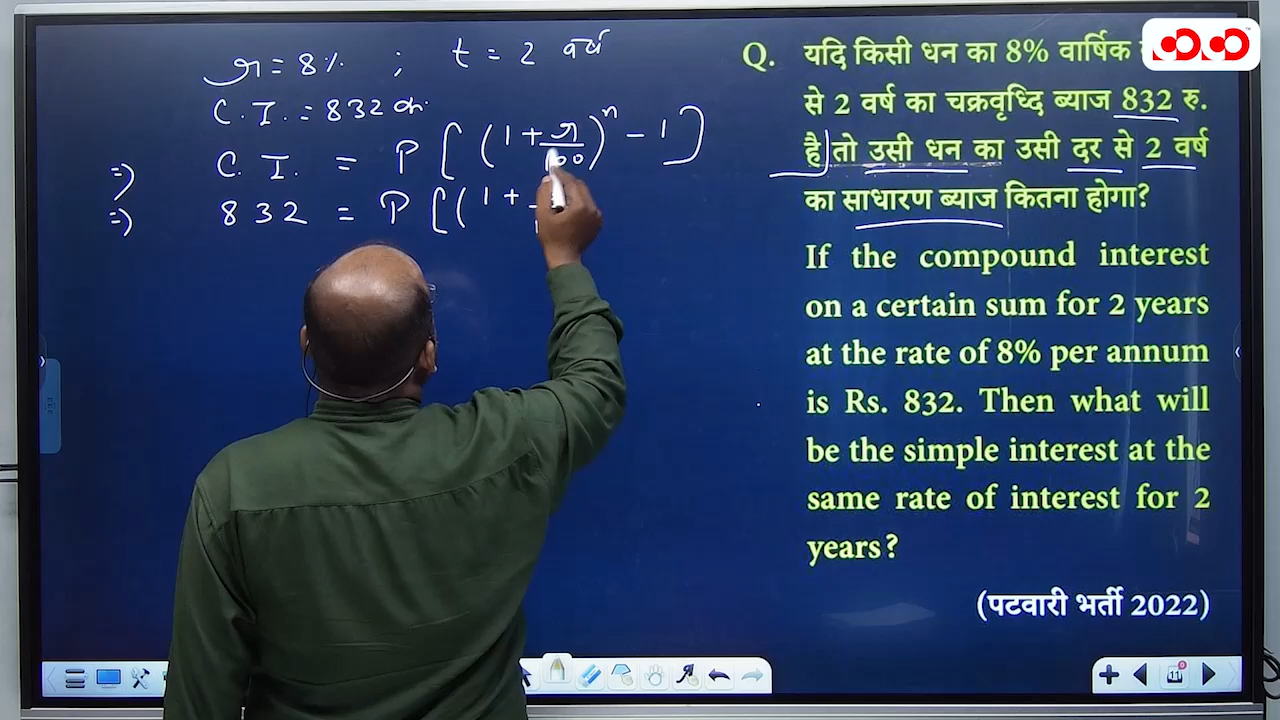 r = 8% ; t = 2 वर्ष
C.I. = 832 रु.
=) C.I. = P [(1 + r/100)^n - 1]
=) 832 = P [(1 +
Q. यदि किसी धन का 8% वार्षिक
से 2 वर्ष का चक्रवृध्दि ब्याज 832 रु.
है तो उसी धन का उसी दर से 2 वर्ष
का साधारण ब्याज कितना होगा?
If the compound interest
on a certain sum for 2 years
at the rate of 8% per annum
is Rs. 832. Then what will
be the simple interest at the
same rate of interest for 2
years?
(पटवारी भर्ती 2022)
11